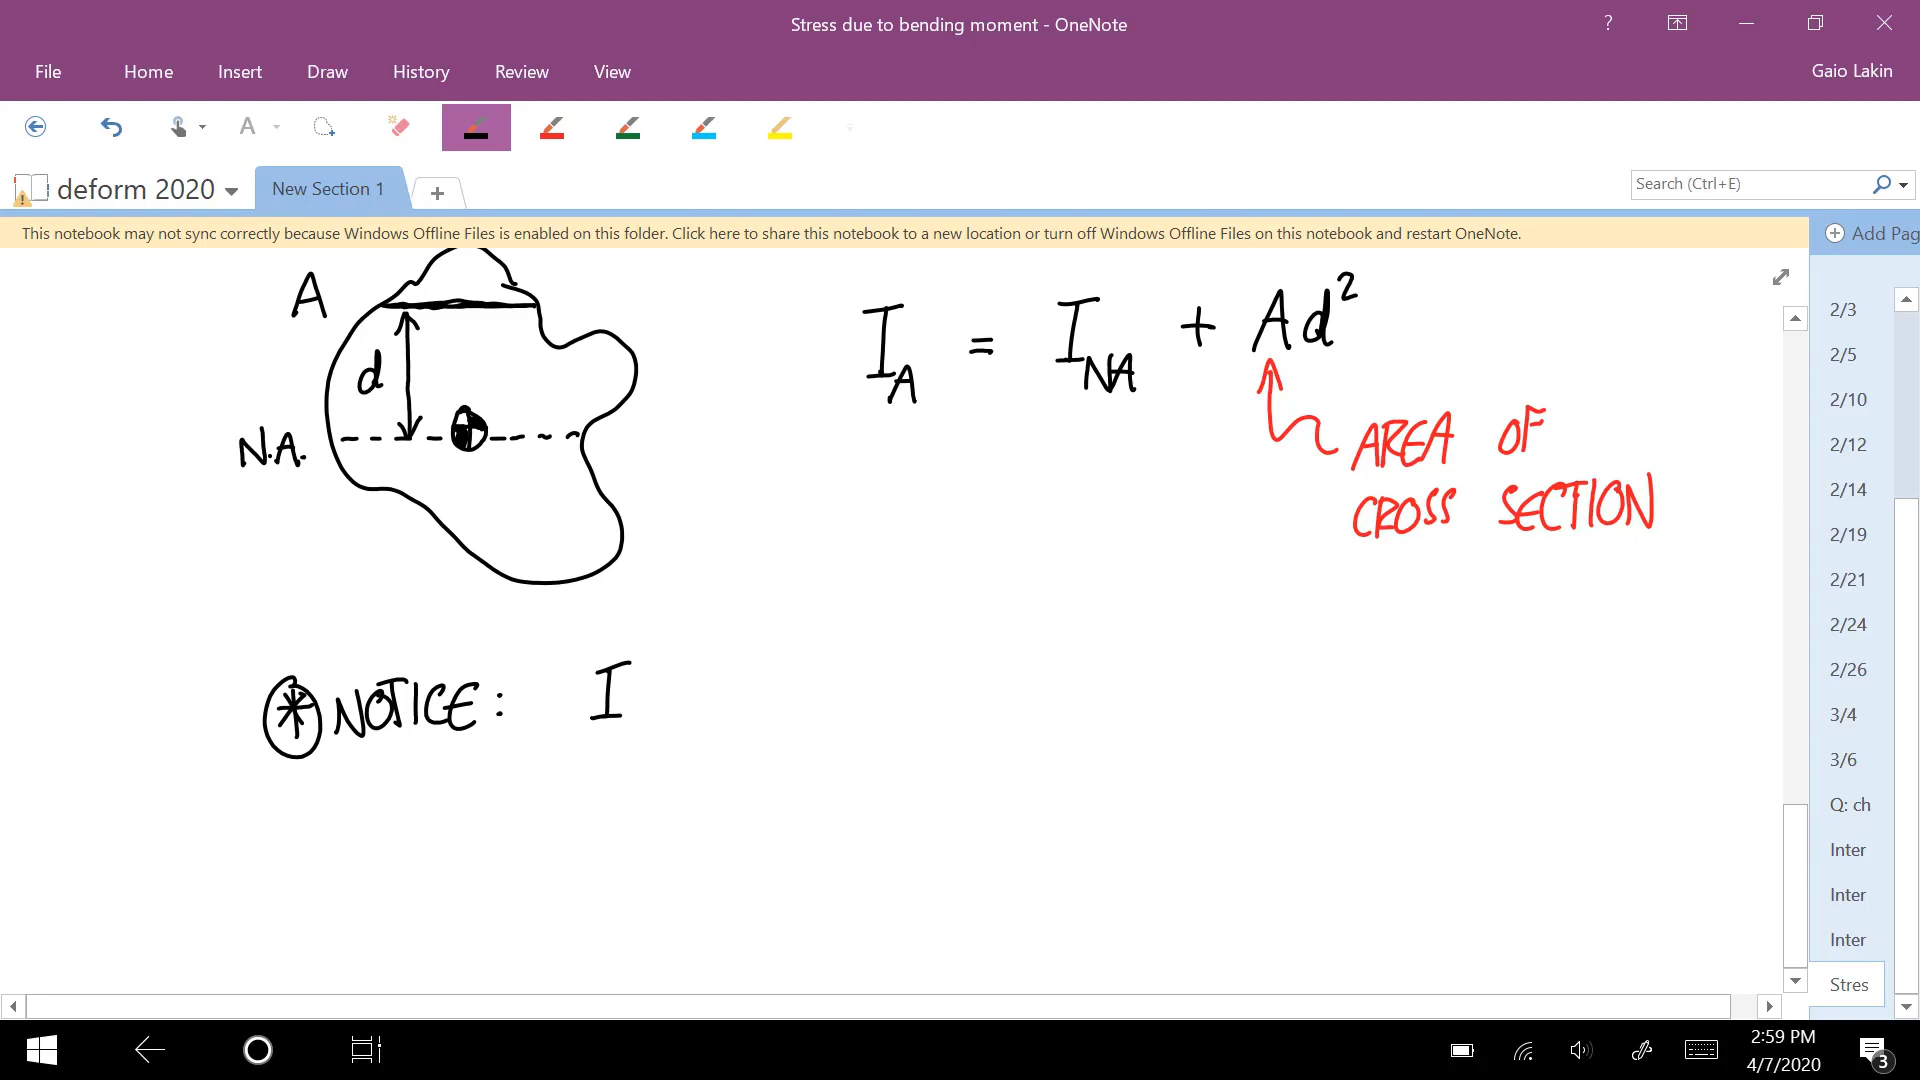 Stress due to bending moment - OneNote
?
File Home Insert Draw History Review View
Gaio Lakin
A
deform 2020
New Section 1
+
Search (Ctrl+E)
This notebook may not sync correctly because Windows Offline Files is enabled on this folder. Click here to share this notebook to a new location or turn off Windows Offline Files on this notebook and restart OneNote.
Add Pag
A
d
N.A.
I_A = I_NA + Ad²
AREA OF
CROSS SECTION
* NOTICE: I
2/3
2/5
2/10
2/12
2/14
2/19
2/21
2/24
2/26
3/4
3/6
Q: ch
Inter
Inter
Inter
Stres
2:59 PM
4/7/2020
3